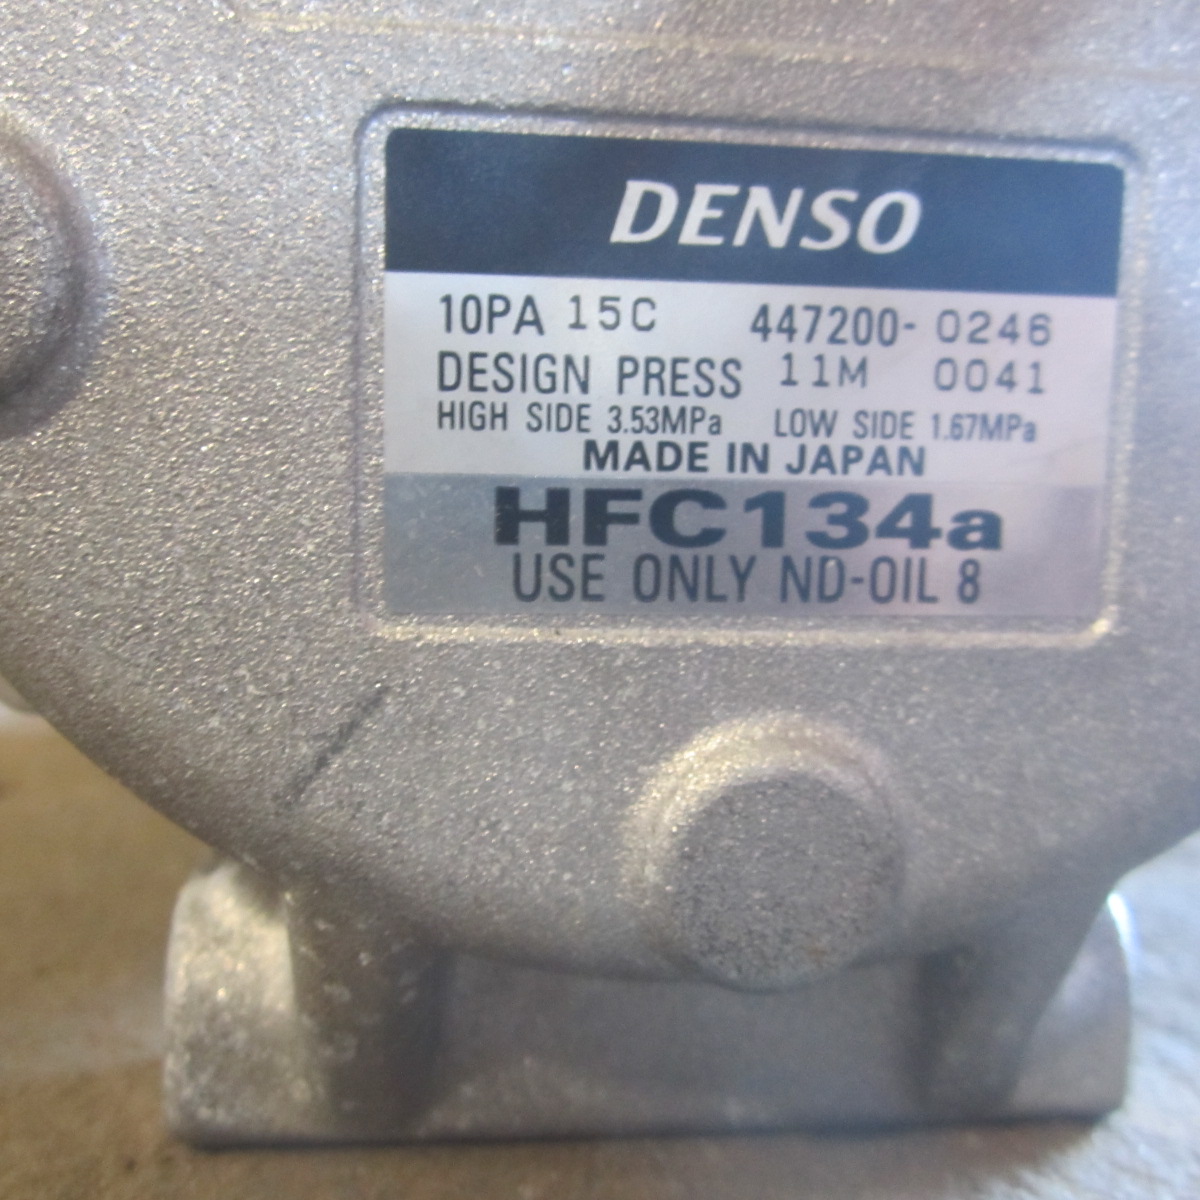 DENSO
10PA 15C 447200-0246
DESIGN PRESS 11M 0041
HIGH SIDE 3.53MPa LOW SIDE 1.67MPa
MADE IN JAPAN
HFC134a
USE ONLY ND-OIL 8